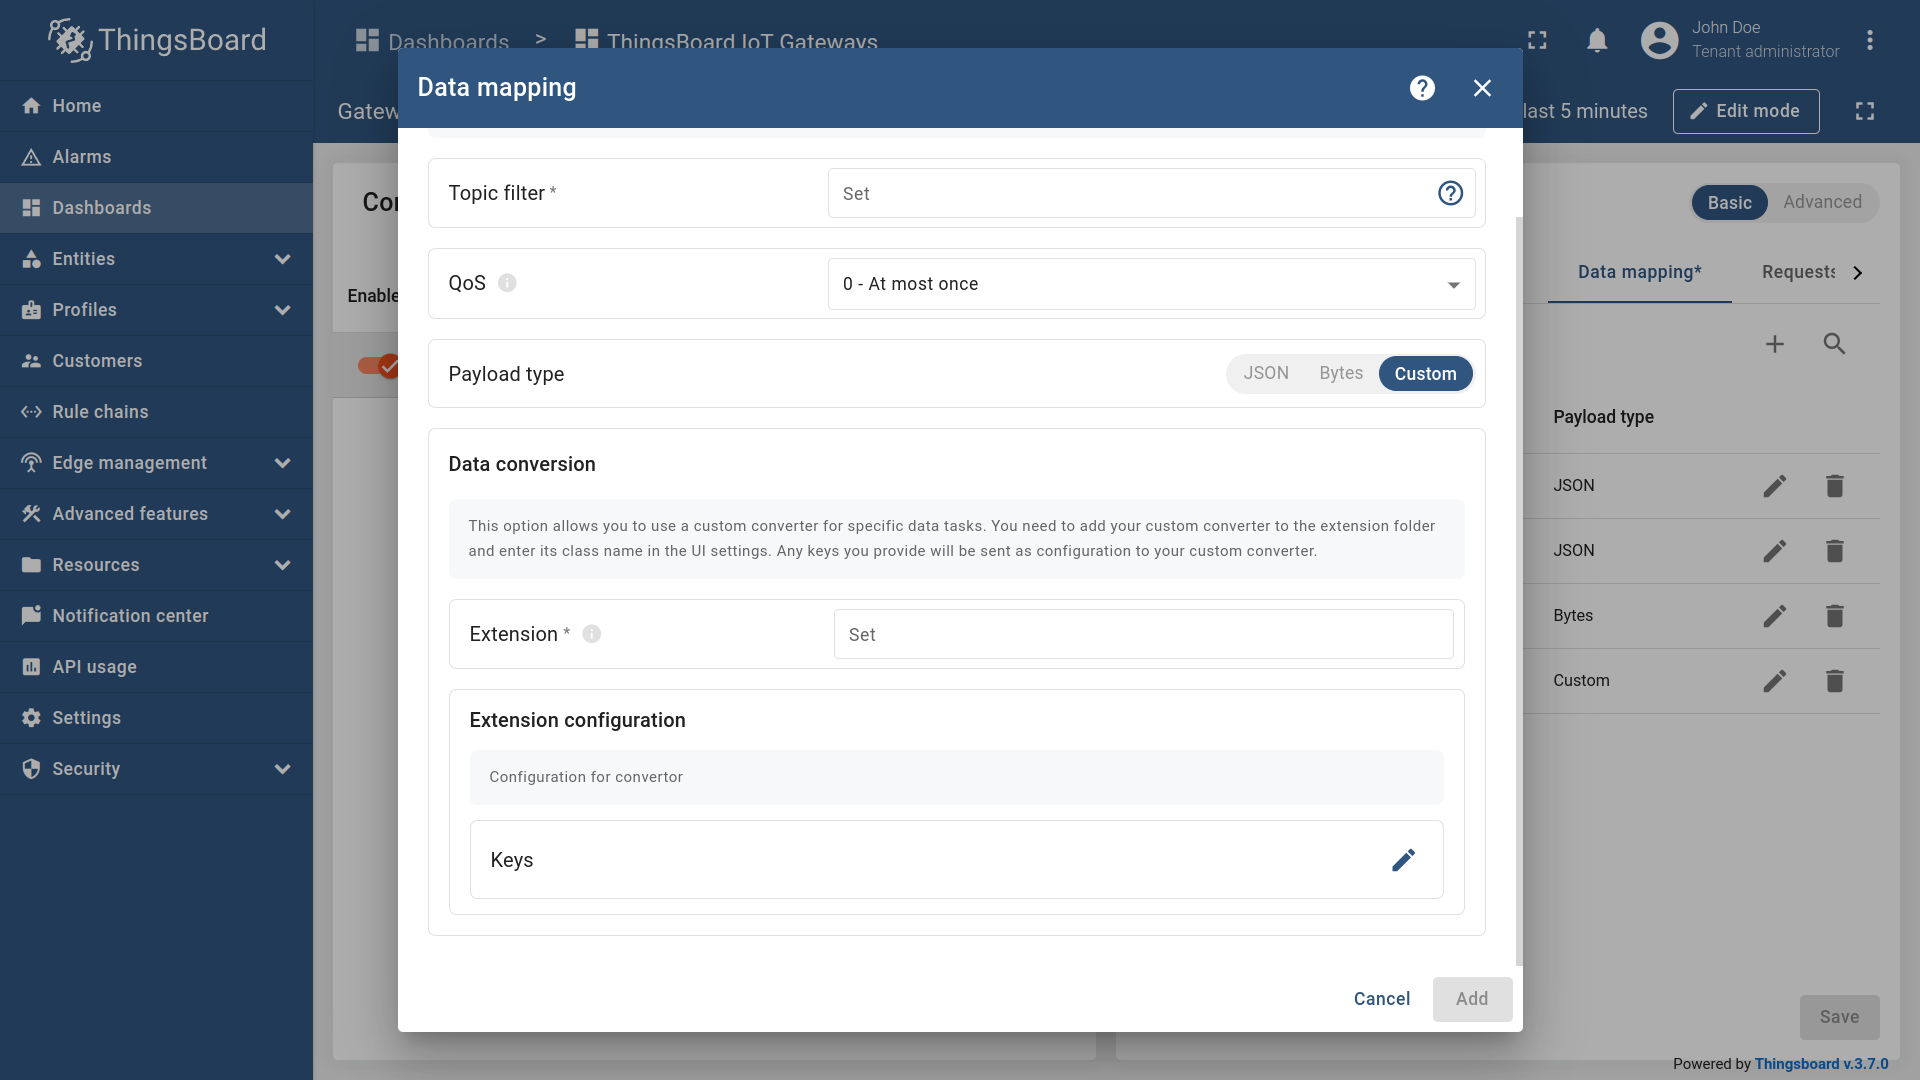 ThingsBoard
Dashboards > ThingsBoard IoT Gateways
John Doe
Tenant administrator
Home
Alarms
Dashboards
Entities
Profiles
Customers
Rule chains
Edge management
Advanced features
Resources
Notification center
API usage
Settings
Security
last 5 minutes
Edit mode
Enable
Basic
Advanced
Data mapping*
Requests
Payload type
JSON
JSON
Bytes
Custom
Save
Powered by Thingsboard v.3.7.0
Data mapping
Topic filter *
Set
QoS
0 - At most once
Payload type
JSON
Bytes
Custom
Data conversion
This option allows you to use a custom converter for specific data tasks. You need to add your custom converter to the extension folder
and enter its class name in the UI settings. Any keys you provide will be sent as configuration to your custom converter.
Extension *
Set
Extension configuration
Configuration for convertor
Keys
Cancel
Add